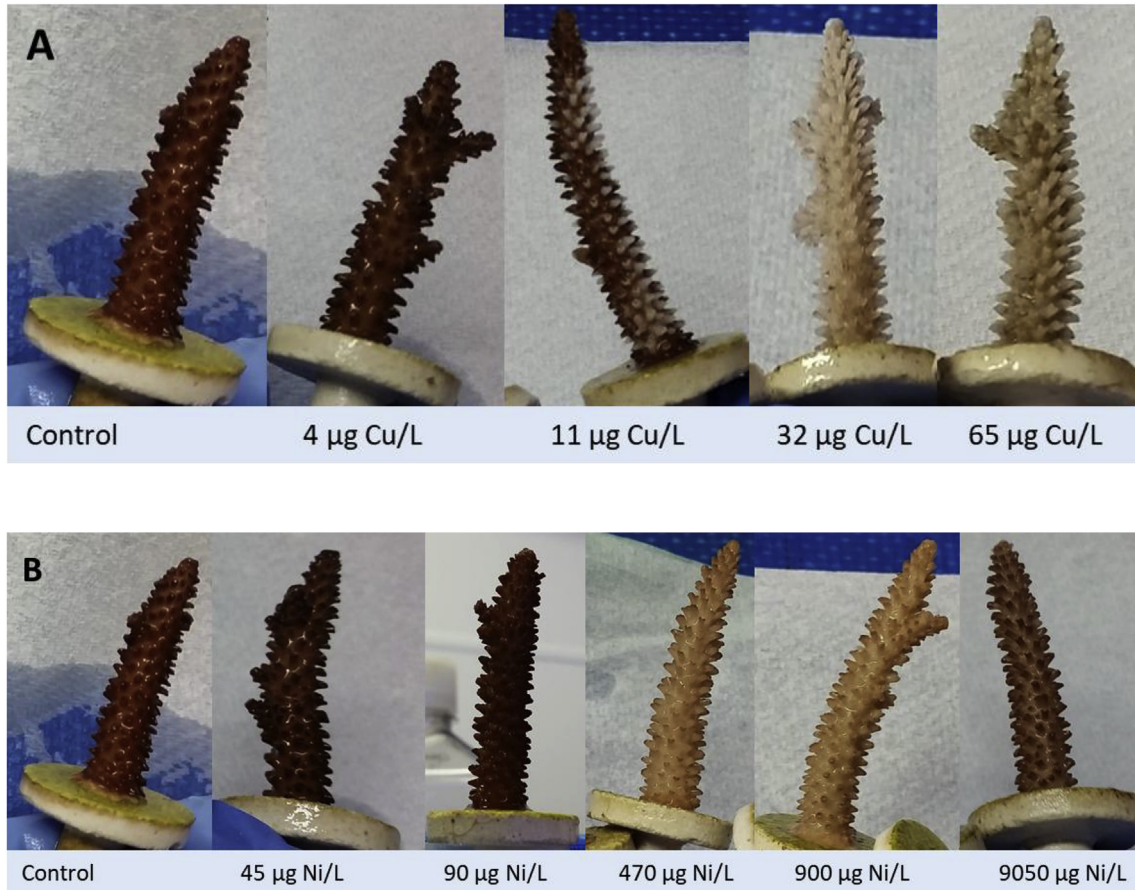 A
Control 4 µg Cu/L 11 µg Cu/L 32 µg Cu/L 65 µg Cu/L
B
Control 45 µg Ni/L 90 µg Ni/L 470 µg Ni/L 900 µg Ni/L 9050 µg Ni/L